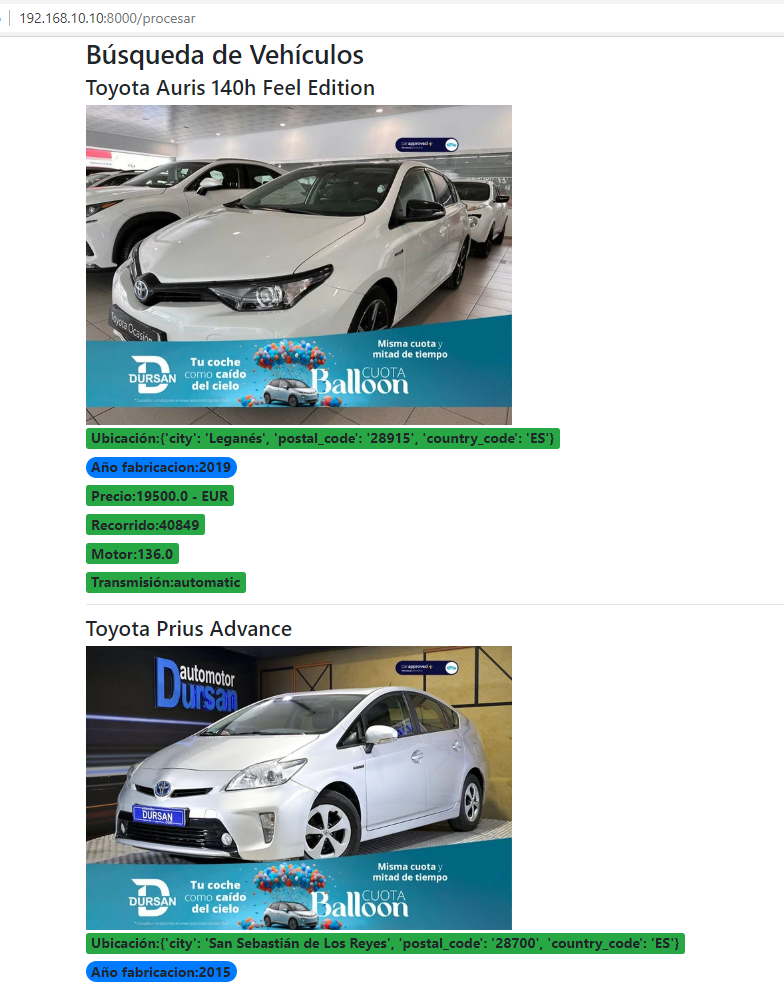 192.168.10.10:8000/procesar
Búsqueda de Vehículos
Toyota Auris 140h Feel Edition
approved+
Toyota Ocasión
DURSAN
Tu coche
como caído
del cielo
Misma cuota y
mitad de tiempo
CUOTA
Balloon
Ubicación:{'city': 'Leganés', 'postal_code': '28915', 'country_code': 'ES'}
Año fabricacion:2019
Precio:19500.0 - EUR
Recorrido:40849
Motor:136.0
Transmisión:automatic
Toyota Prius Advance
automotor
Dursan
approved+
DURSAN
DURSAN
Tu coche
como caído
del cielo
Misma cuota y
mitad de tiempo
CUOTA
Balloon
Ubicación:{'city': 'San Sebastián de Los Reyes', 'postal_code': '28700', 'country_code': 'ES'}
Año fabricacion:2015